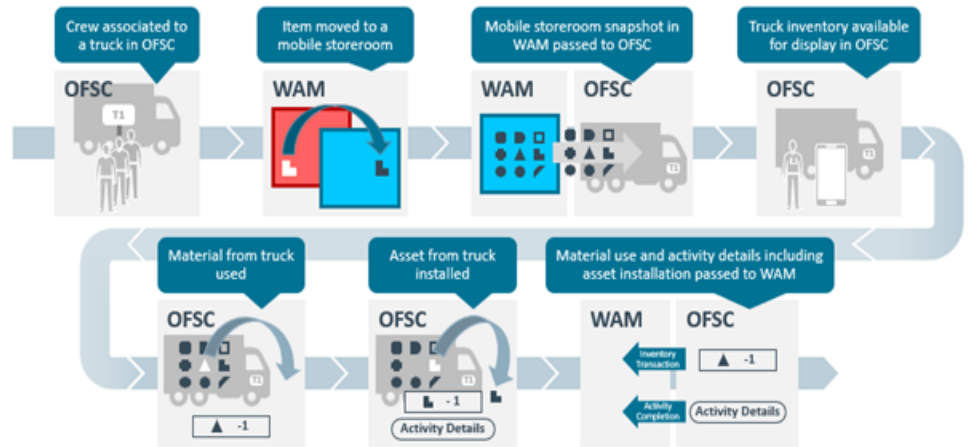 Crew associated to
a truck in OFSC
OFSC
T1
Item moved to a
mobile storeroom
WAM
Mobile storeroom snapshot in
WAM passed to OFSC
WAM
OFSC
T1
Truck inventory available
for display in OFSC
OFSC
T1
Material from truck
used
OFSC
T1
-1
Asset from truck
installed
OFSC
T1
- 1
Activity Details
Material use and activity details including
asset installation passed to WAM
WAM
OFSC
Inventory
Transaction
-1
Activity
Completion
Activity Details